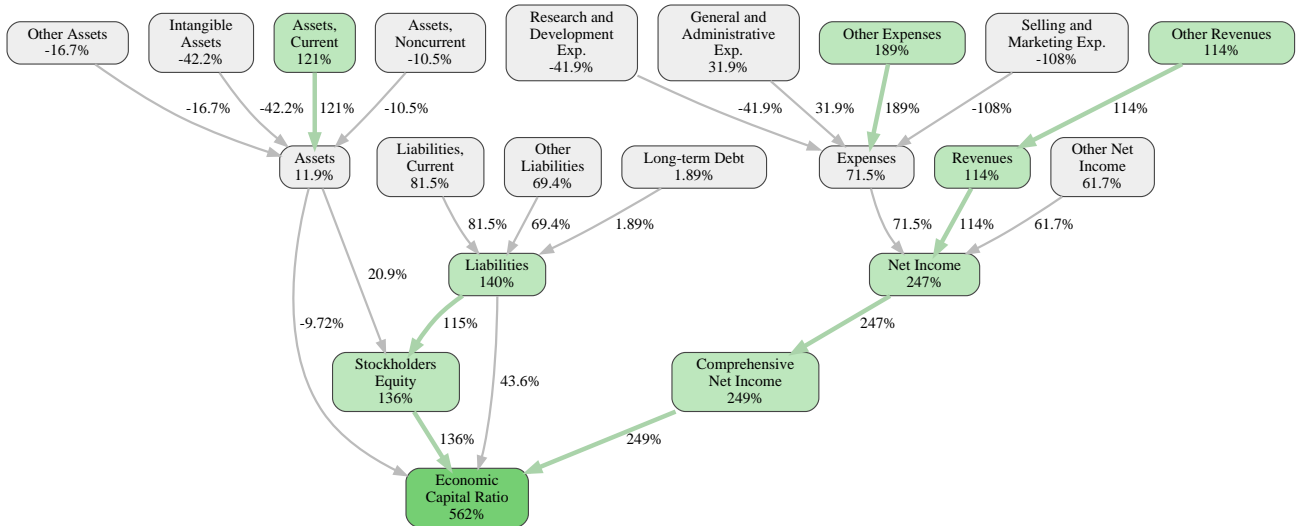 Other Assets
-16.7%
Intangible
Assets
-42.2%
Assets,
Current
121%
Assets,
Noncurrent
-10.5%
Research and
Development
Exp.
-41.9%
General and
Administrative
Exp.
31.9%
Other Expenses
189%
Selling and
Marketing Exp.
-108%
Other Revenues
114%
-16.7%
-42.2%
121%
-10.5%
-41.9%
31.9%
189%
-108%
114%
Assets
11.9%
Liabilities,
Current
81.5%
Other
Liabilities
69.4%
Long-term Debt
1.89%
Expenses
71.5%
Revenues
114%
Other Net
Income
61.7%
81.5%
69.4%
1.89%
71.5%
114%
61.7%
20.9%
Liabilities
140%
Net Income
247%
-9.72%
115%
247%
Stockholders
Equity
136%
43.6%
Comprehensive
Net Income
249%
136%
249%
Economic
Capital Ratio
562%